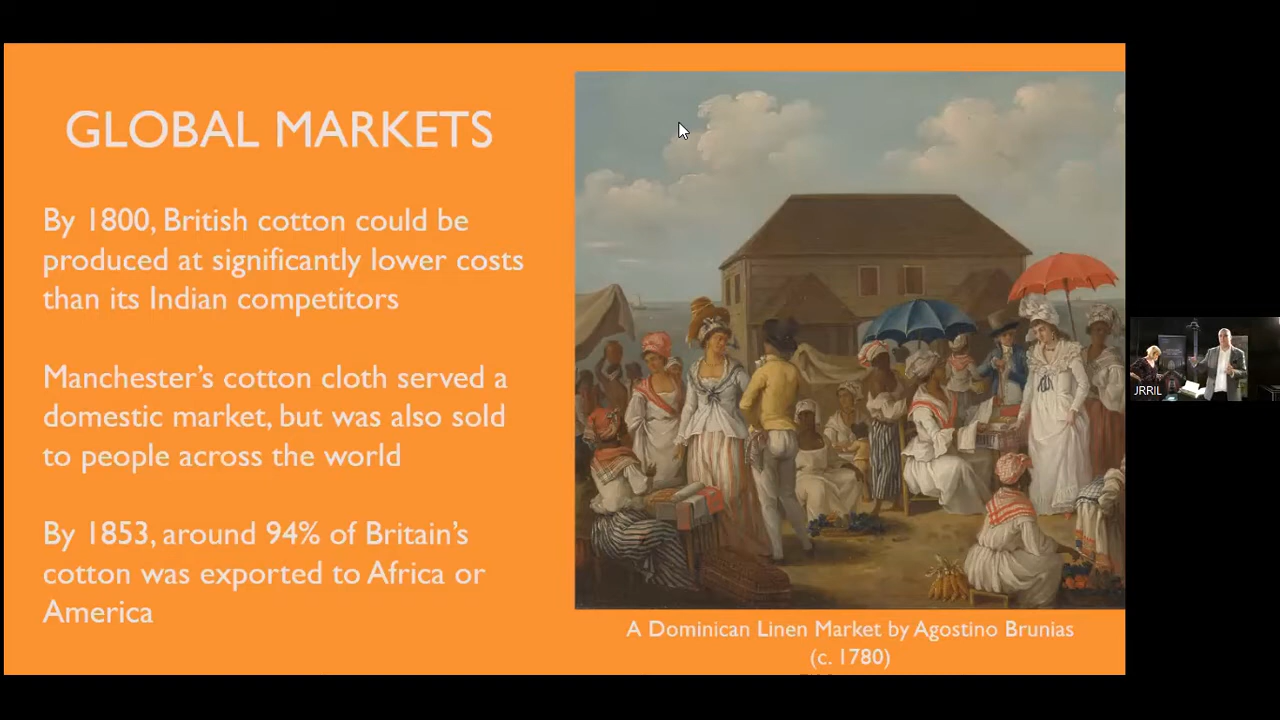 GLOBAL MARKETS
By 1800, British cotton could be
produced at significantly lower costs
than its Indian competitors
Manchester's cotton cloth served a
domestic market, but was also sold
to people across the world
By 1853, around 94% of Britain's
cotton was exported to Africa or
America
A Dominican Linen Market by Agostino Brunias
(c. 1780)
JRRIL